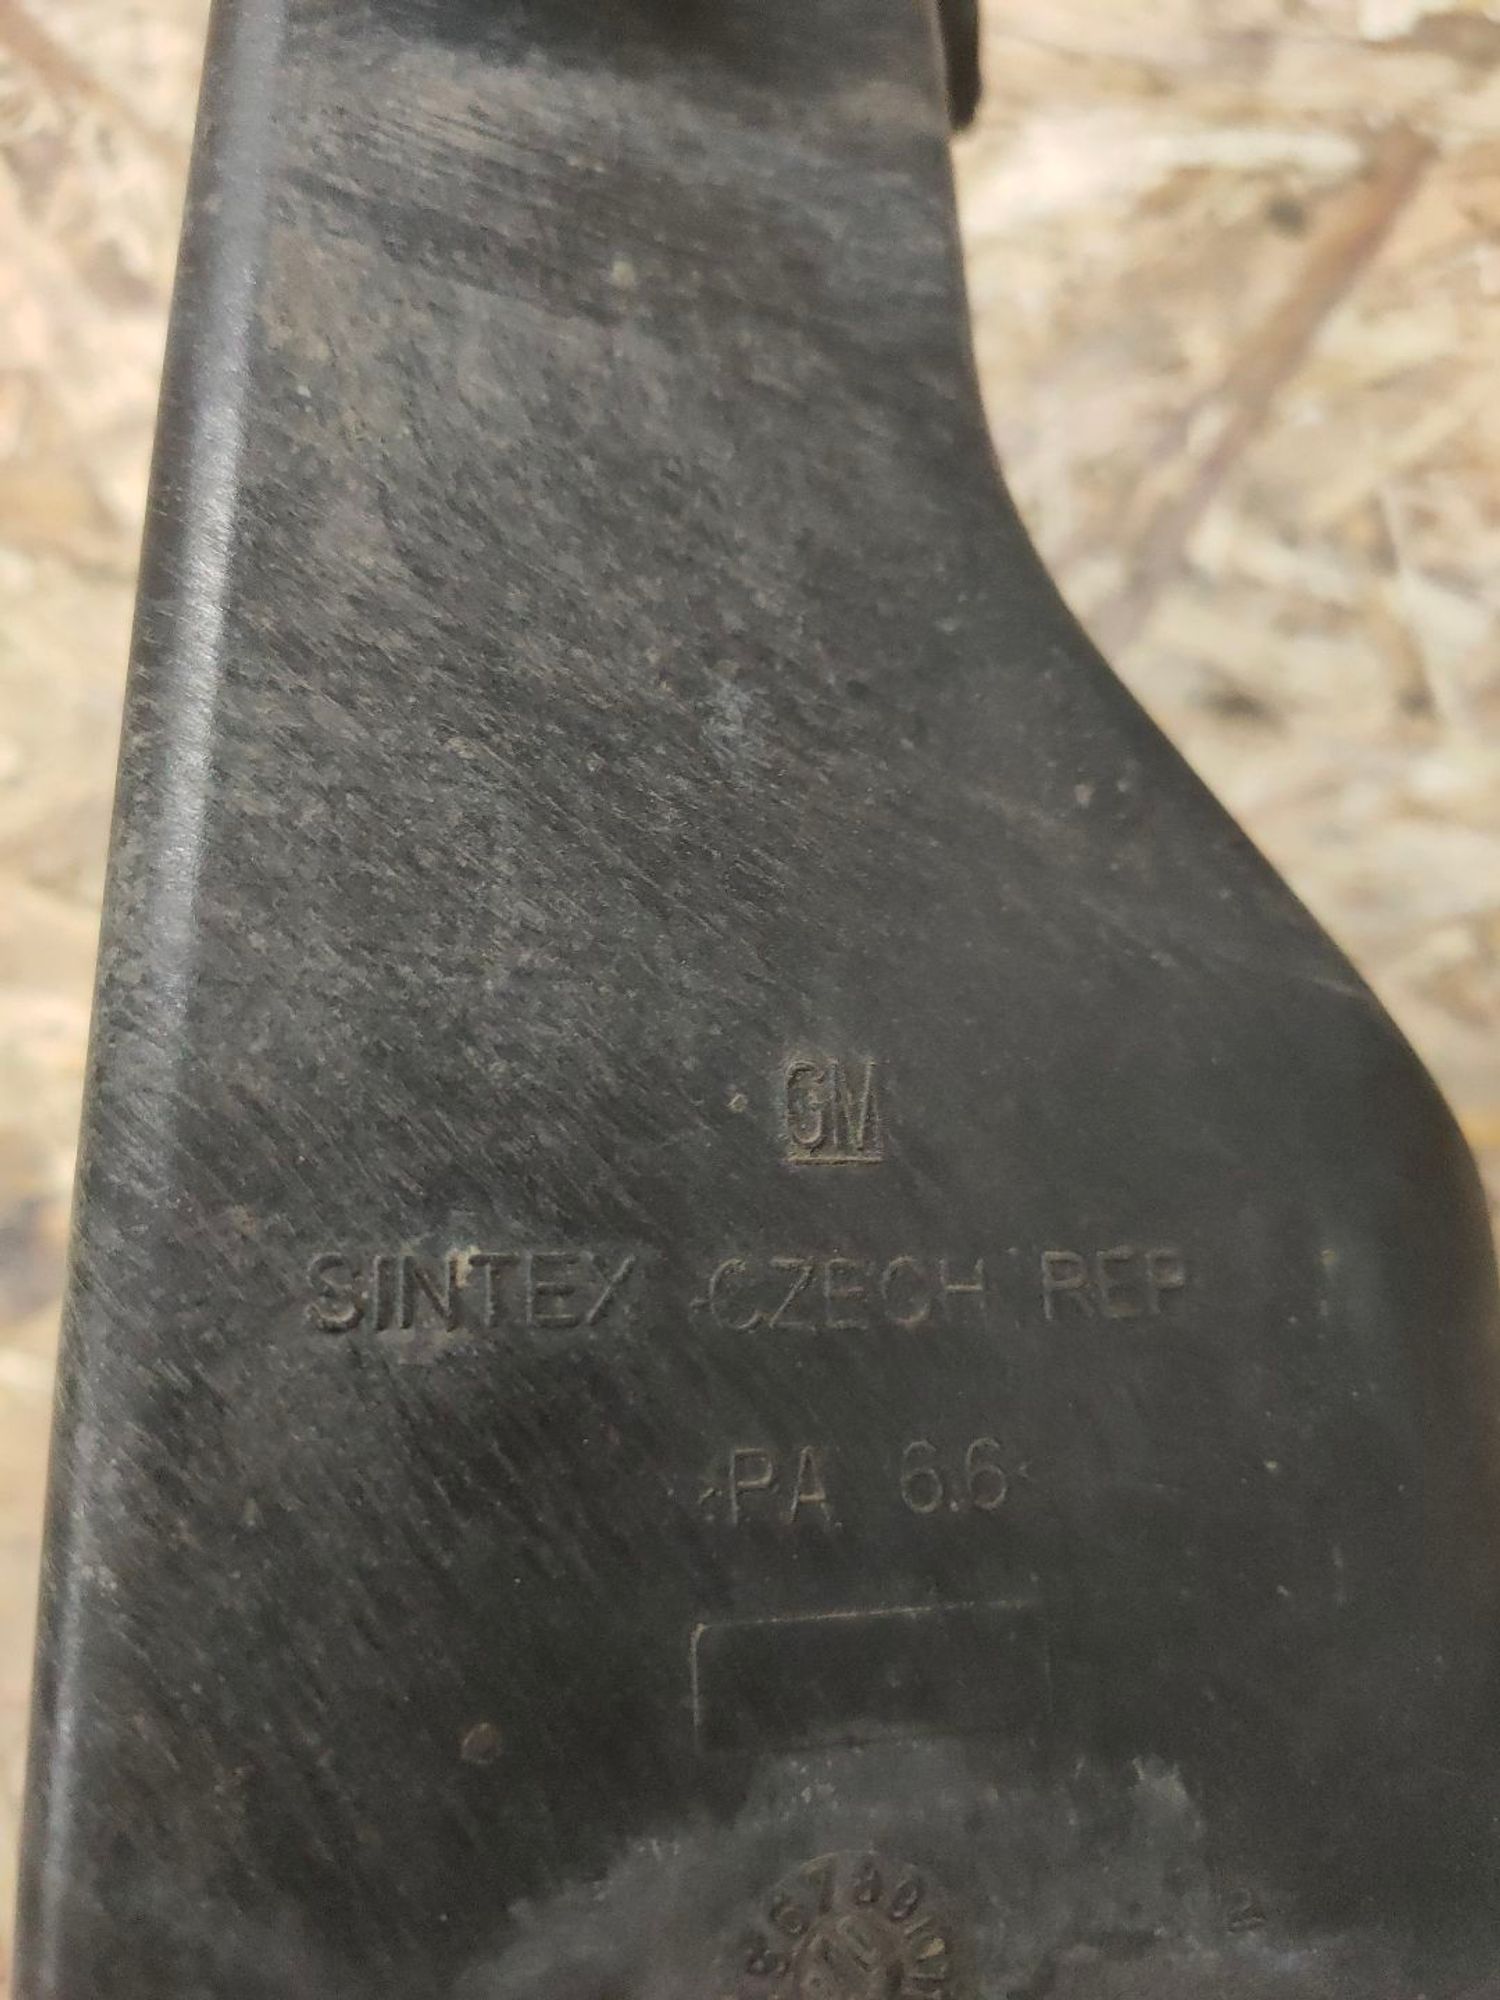 GM
SINTEX CZECH REP
>PA 6.6<